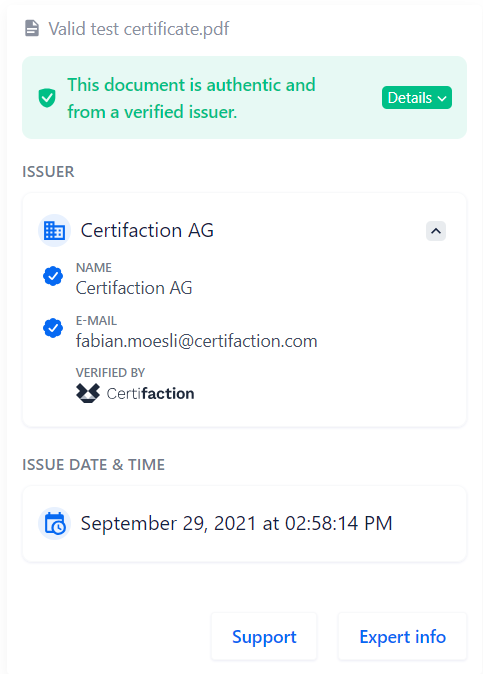 Valid test certificate.pdf
This document is authentic and
from a verified issuer.
Details
ISSUER
Certifaction AG
NAME
Certifaction AG
E-MAIL
fabian.moesli@certifaction.com
VERIFIED BY
Certifaction
ISSUE DATE & TIME
September 29, 2021 at 02:58:14 PM
Support
Expert info